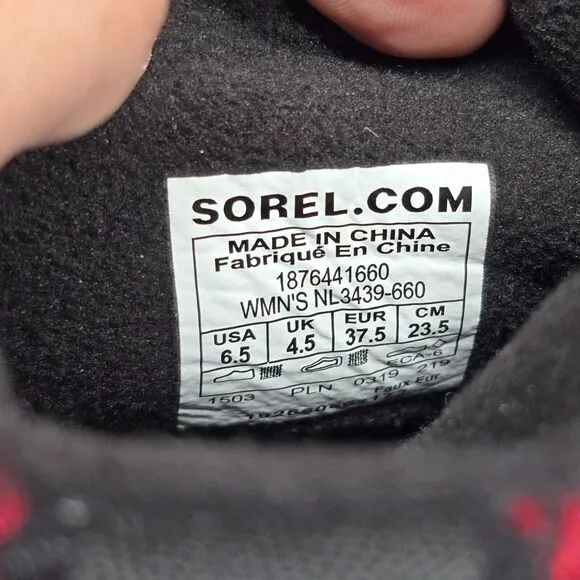 SOREL.COM
MADE IN CHINA
Fabriqué En Chine
1876441660
WMN'S NL3439-660
USA UK EUR CM
6.5 4.5 37.5 23.5
ECA-6
1503 PLN 0319 219
Faux Fur